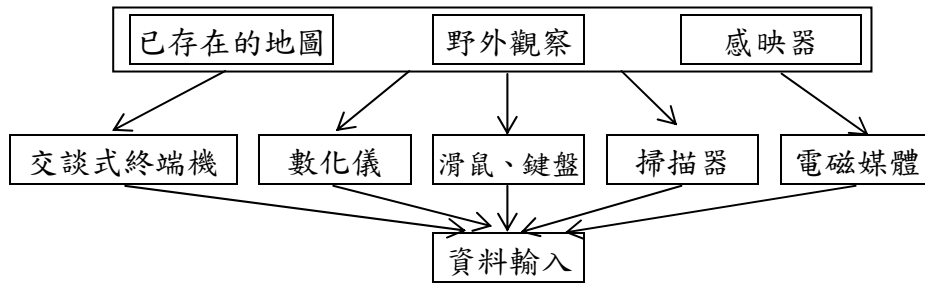 已存在的地圖 野外觀察 感映器
交談式終端機 數化儀 滑鼠、鍵盤 掃描器 電磁媒體
資料輸入